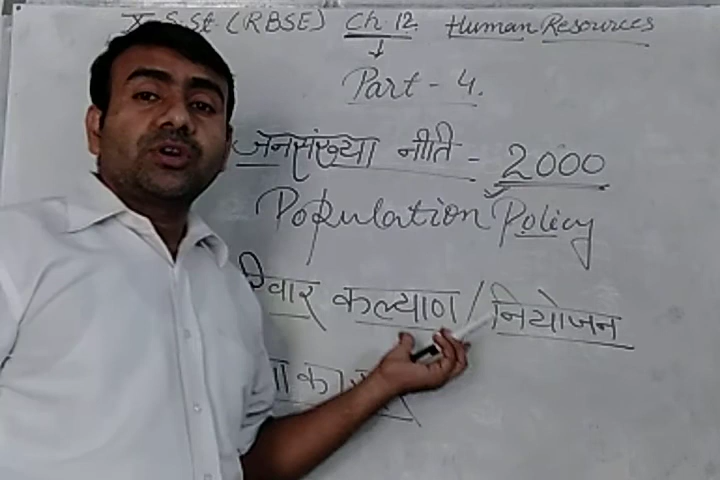 X S.St. (RBSE) Ch. 12. Human Resources
Part - 4.
जनसंख्या नीति - 2000
Population Policy
रिवार कल्याण / नियोजन